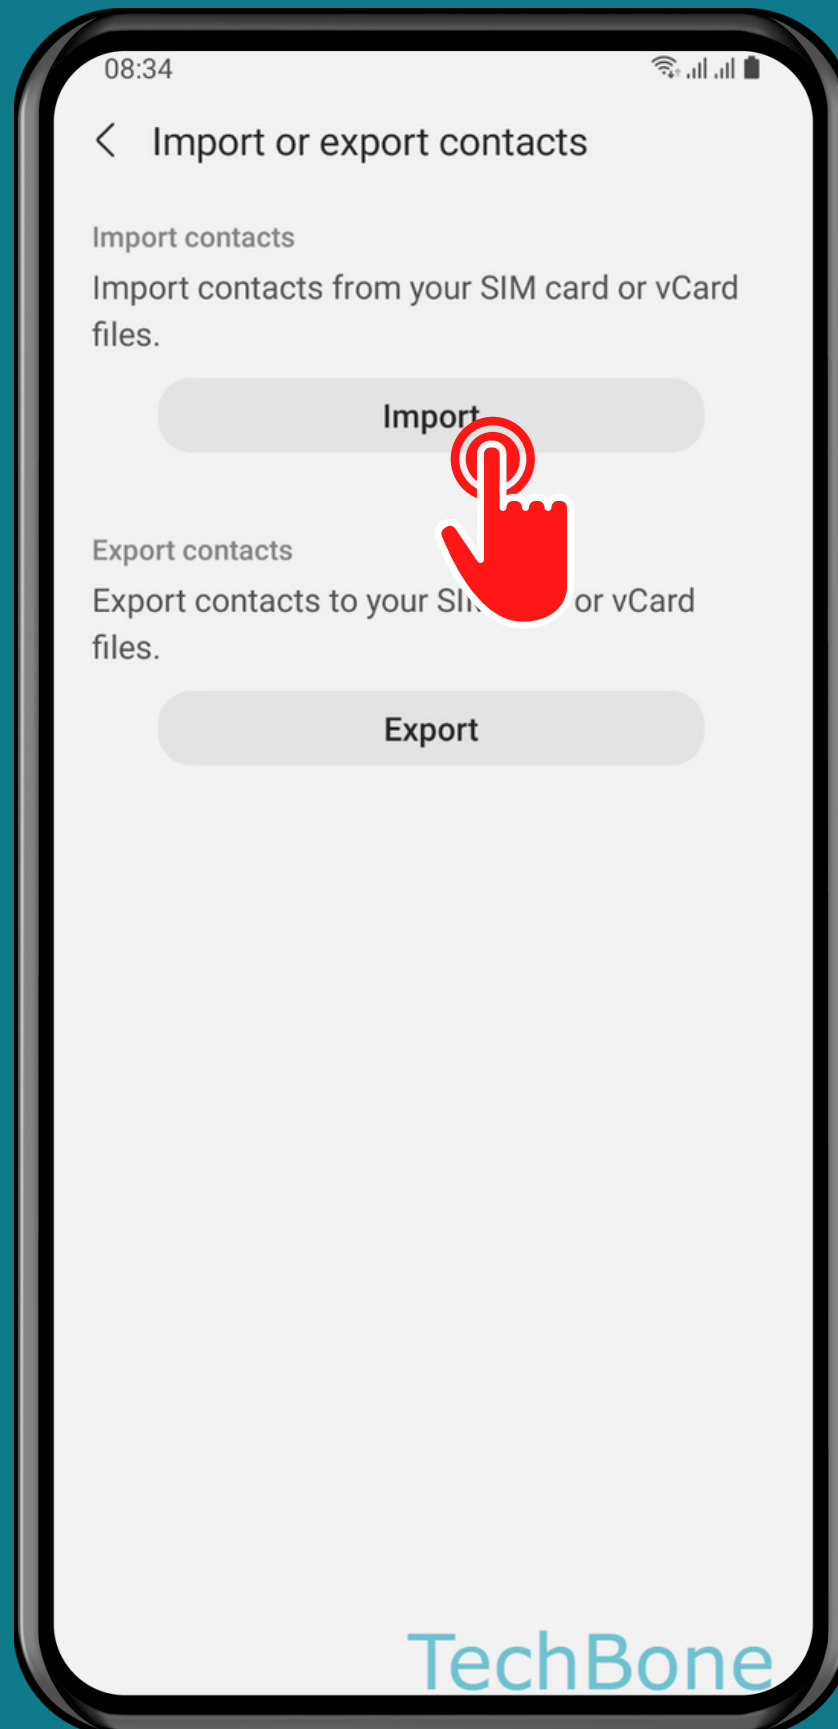 08:34
Import or export contacts
Import contacts
Import contacts from your SIM card or vCard
files.
Import
Export contacts
Export contacts to your or vCard
files.
Export
TechBone